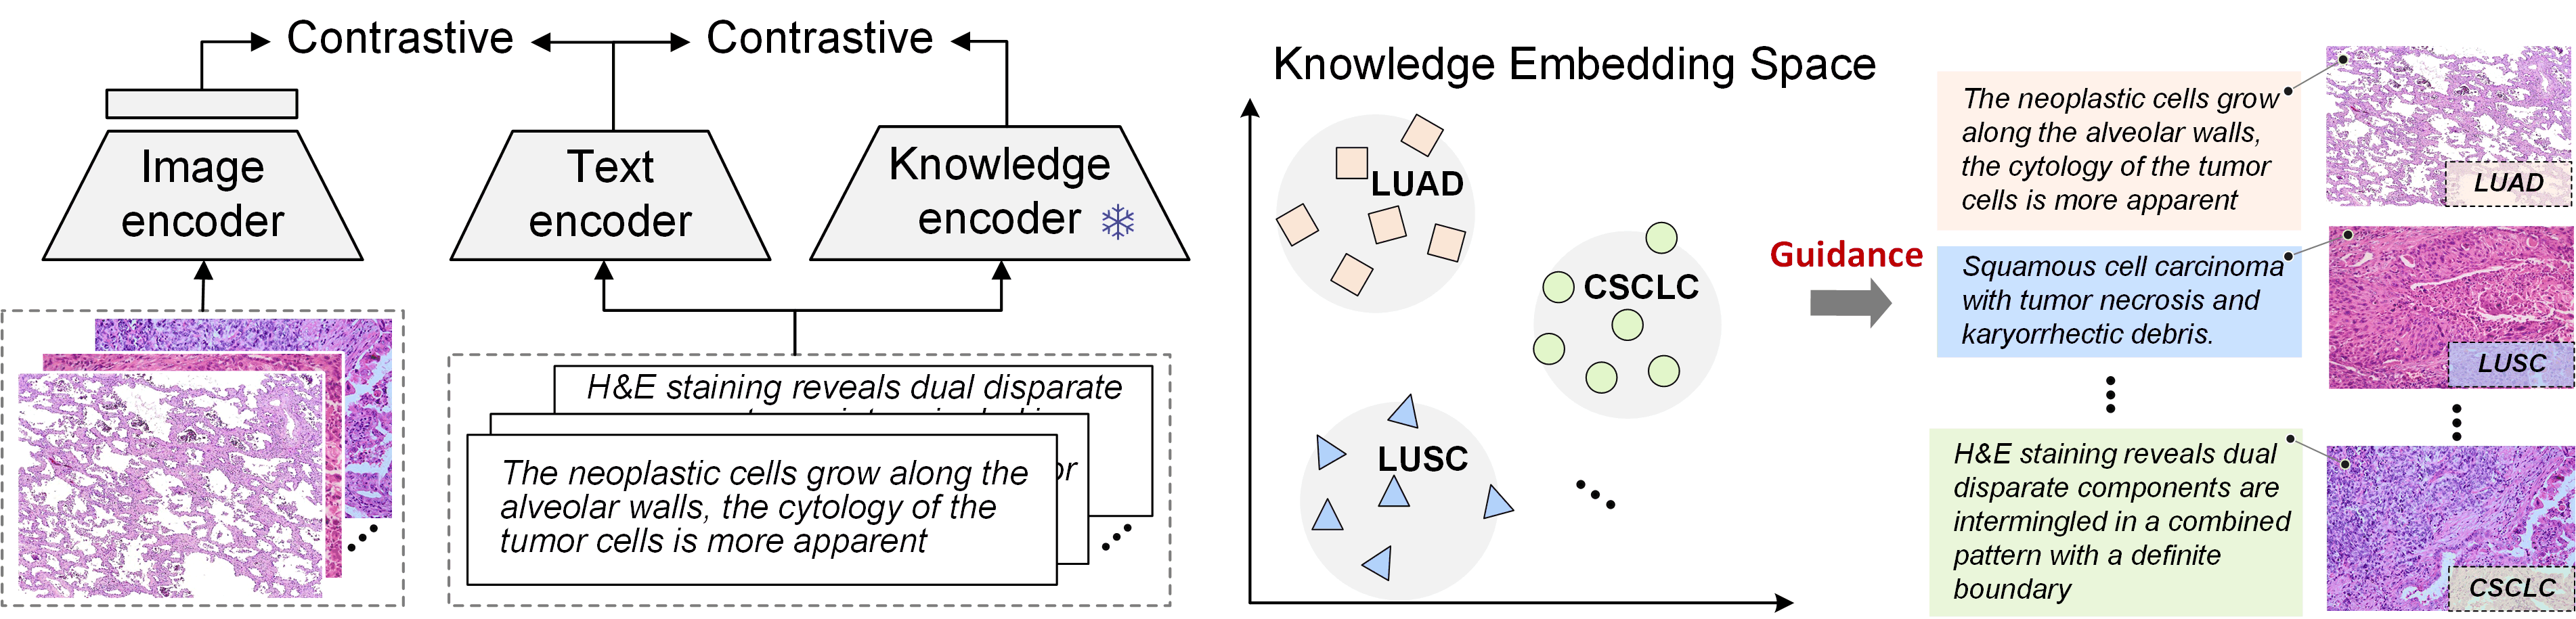 Contrastive
Contrastive
Image
encoder
Text
encoder
Knowledge
encoder
H&E staining reveals dual disparate
or
The neoplastic cells grow along the
alveolar walls, the cytology of the
tumor cells is more apparent
Knowledge Embedding Space
LUAD
CSCLC
LUSC
Guidance
The neoplastic cells grow
along the alveolar walls,
the cytology of the tumor
cells is more apparent
LUAD
Squamous cell carcinoma
with tumor necrosis and
karyorrhectic debris.
LUSC
H&E staining reveals dual
disparate components are
intermingled in a combined
pattern with a definite
boundary
CSCLC